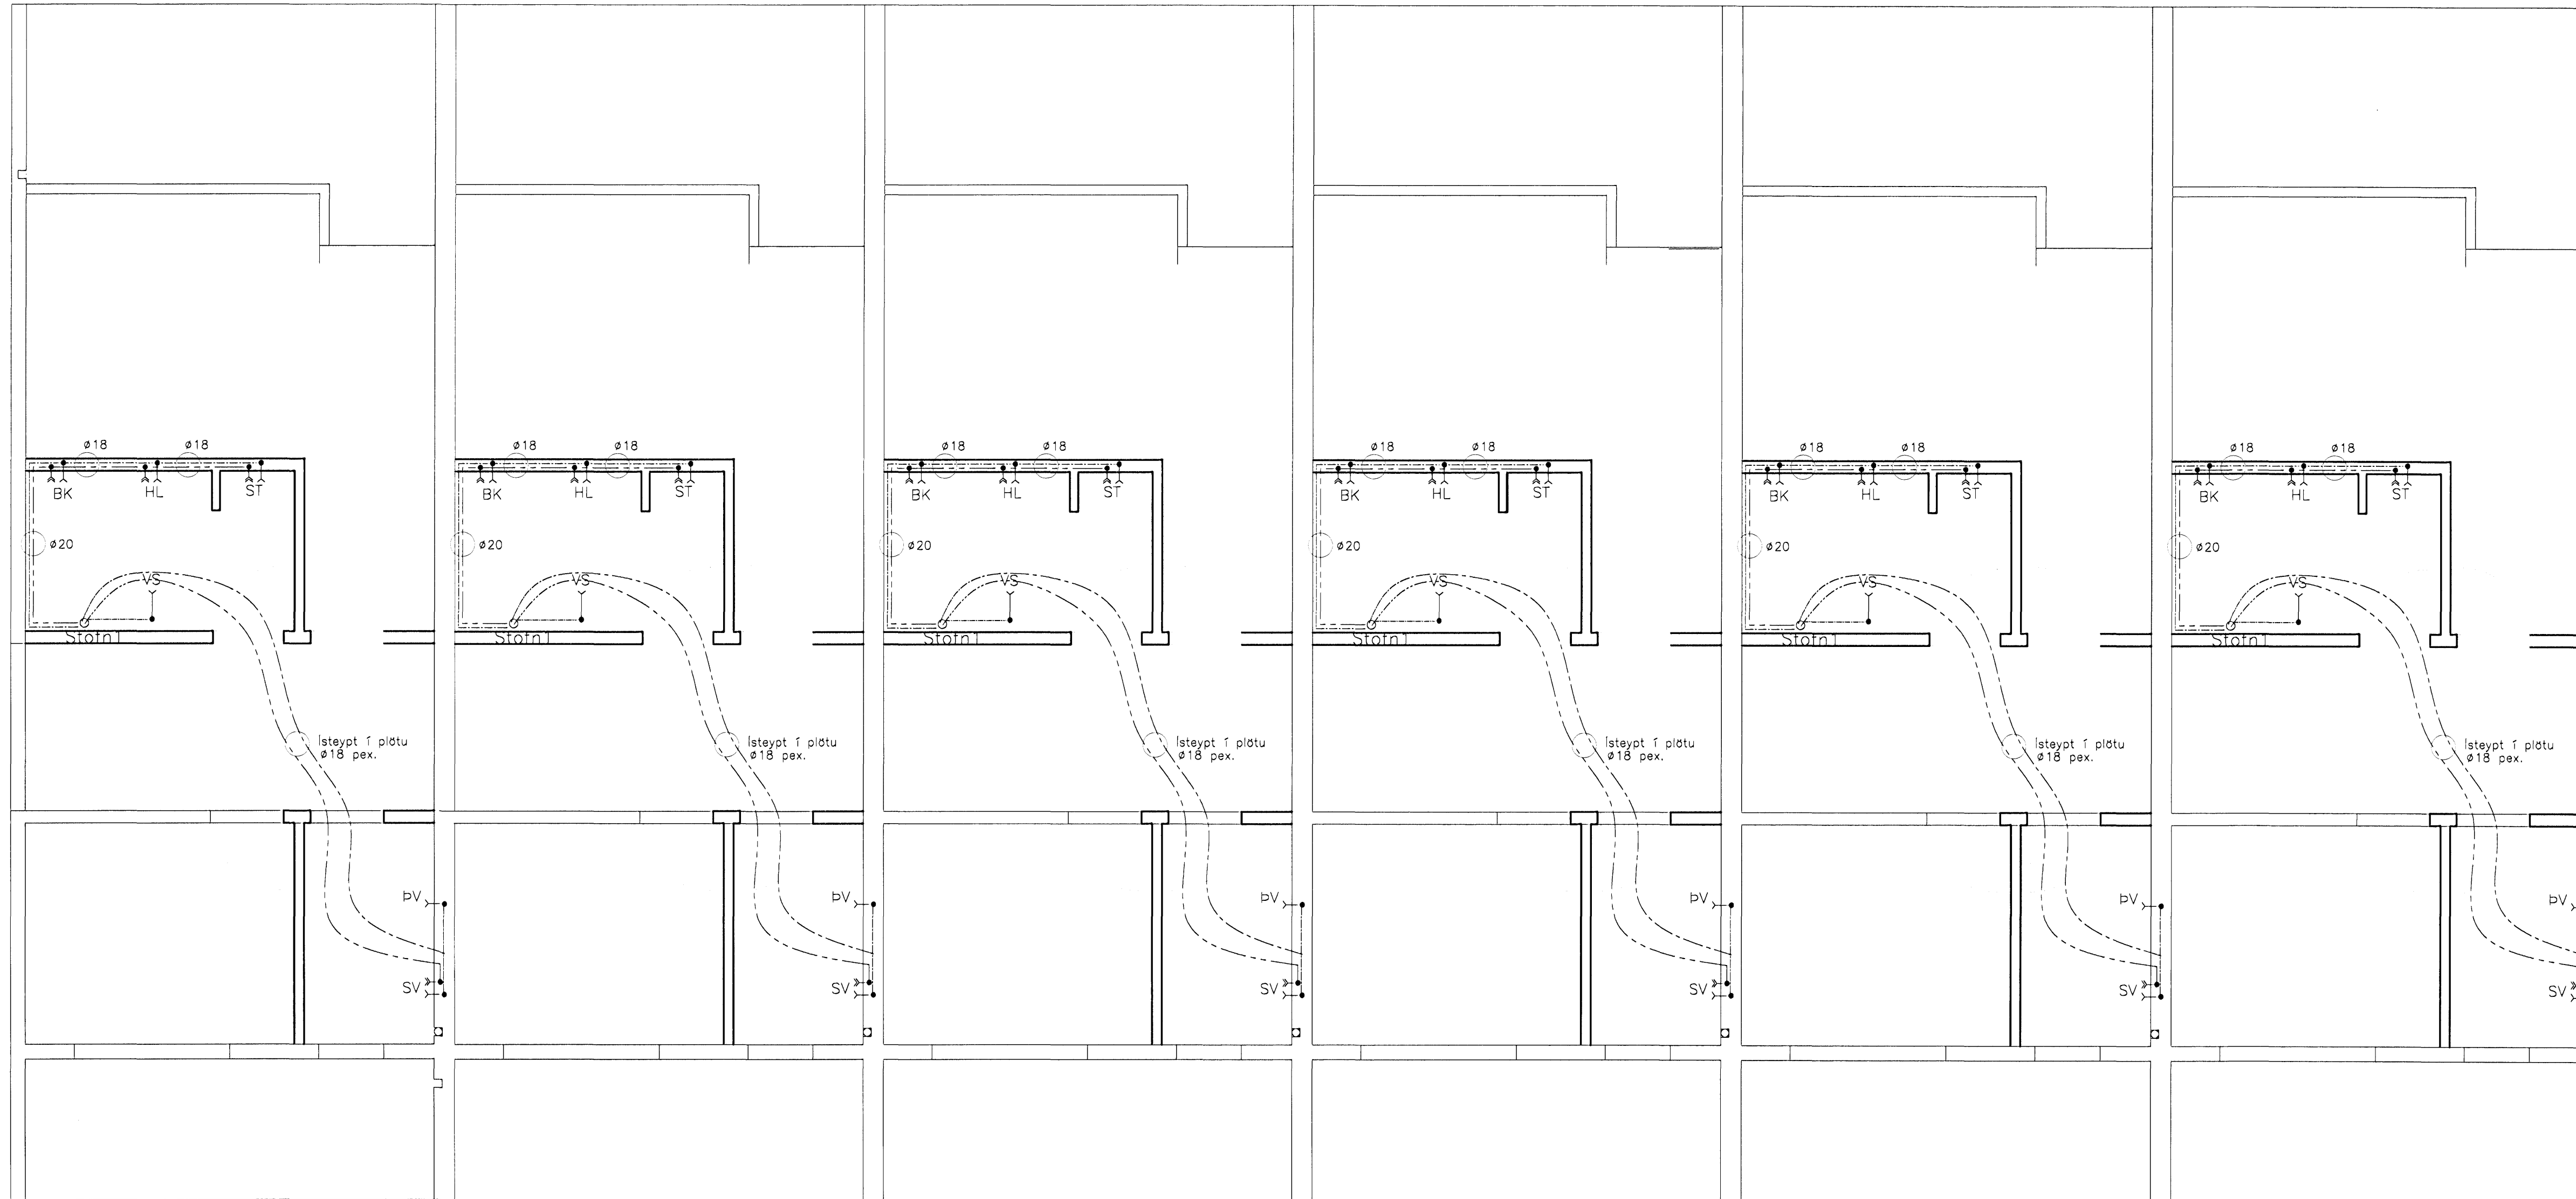 ø18 ø18 ø18 ø18 ø18 ø18 ø18 ø18 ø18 ø18 ø18 ø18
BK HL ST BK HL ST BK HL ST BK HL ST BK HL ST BK HL ST
ø20 ø20 ø20 ø20 ø20 ø20
VS VS VS VS VS VS
Stofn1 Stofn1 Stofn1 Stofn1 Stofn1 Stofn1
Ísteypt í plötu Ísteypt í plötu Ísteypt í plötu Ísteypt í plötu Ísteypt í plötu Ísteypt í plötu
ø18 pex. ø18 pex. ø18 pex. ø18 pex. ø18 pex. ø18 pex.
ÞV ÞV ÞV ÞV ÞV ÞV
SV SV SV SV SV SV